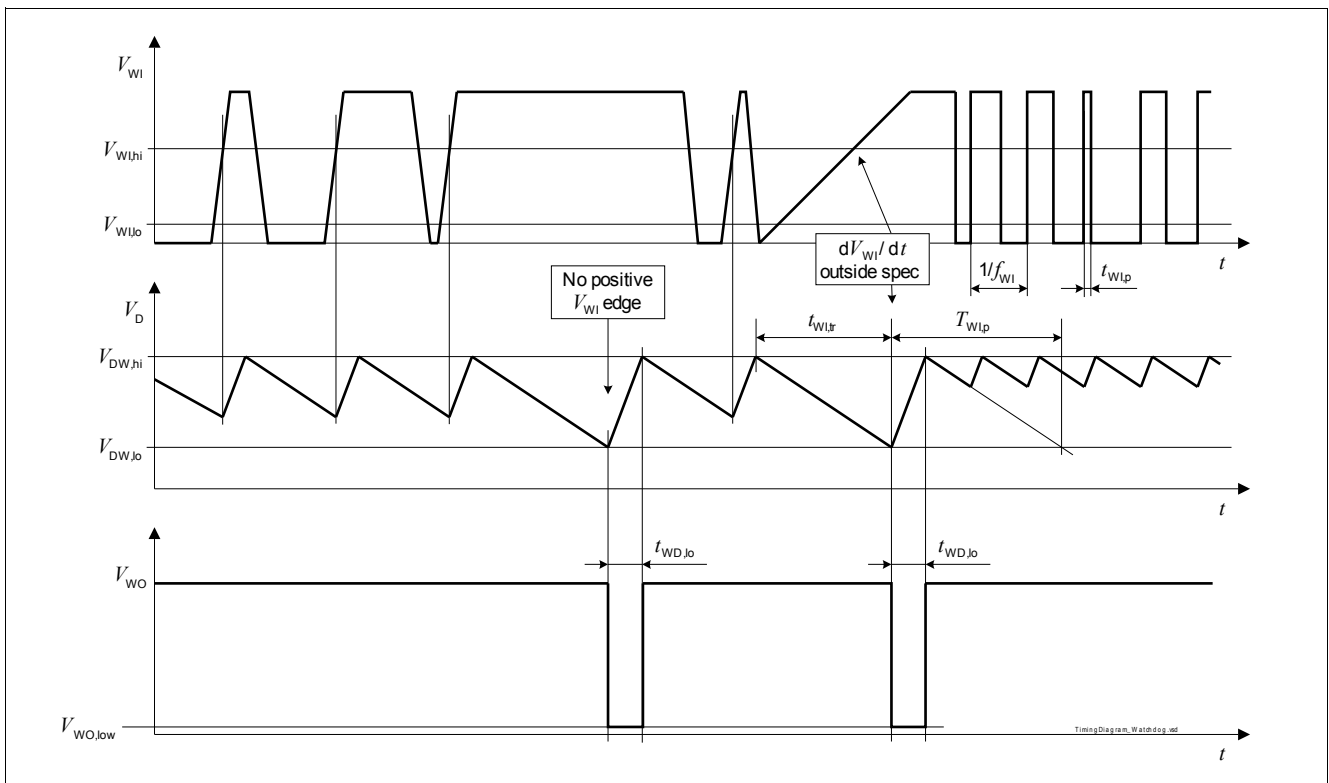 V_WI
V_WI,hi
V_WI,lo
t
dV_WI / dt
outside spec
1/f_WI
t_WI,p
No positive
V_WI edge
V_D
V_DW,hi
V_DW,lo
t_WI,tr
T_WI,p
t
V_WO
V_WO,low
t_WD,lo
t_WD,lo
TimingDiagram_Watchdog.vsd
t